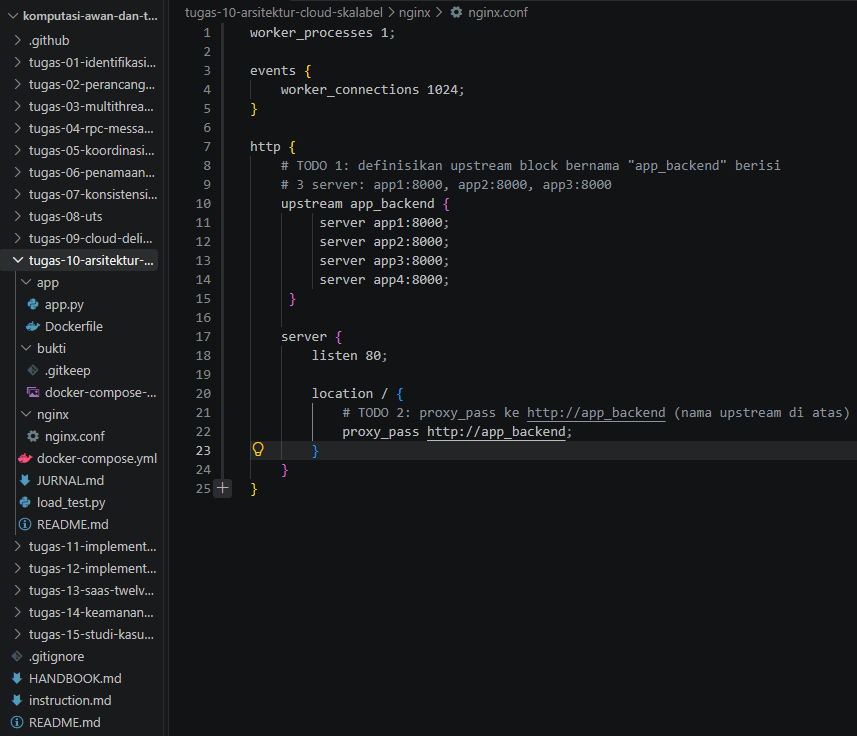 komputasi-awan-dan-t...
.github
tugas-01-identifikasi...
tugas-02-perancang...
tugas-03-multithrea...
tugas-04-rpc-messa...
tugas-05-koordinasi...
tugas-06-penamaan...
tugas-07-konsistensi...
tugas-08-uts
tugas-09-cloud-deli...
tugas-10-arsitektur-...
app
app.py
Dockerfile
bukti
.gitkeep
docker-compose-...
nginx
nginx.conf
docker-compose.yml
JURNAL.md
load_test.py
README.md
tugas-11-implement...
tugas-12-implement...
tugas-13-saas-twelv...
tugas-14-keamanan...
tugas-15-studi-kasu...
.gitignore
HANDBOOK.md
instruction.md
README.md
tugas-10-arsitektur-cloud-skalabel > nginx > nginx.conf
1 worker_processes 1;
2
3 events {
4     worker_connections 1024;
5 }
6
7 http {
8     # TODO 1: definisikan upstream block bernama "app_backend" berisi
9     # 3 server: app1:8000, app2:8000, app3:8000
10     upstream app_backend {
11          server app1:8000;
12          server app2:8000;
13          server app3:8000;
14          server app4:8000;
15      }
16
17     server {
18         listen 80;
19
20         location / {
21             # TODO 2: proxy_pass ke http://app_backend (nama upstream di atas)
22             proxy_pass http://app_backend;
23         }
24     }
25 }